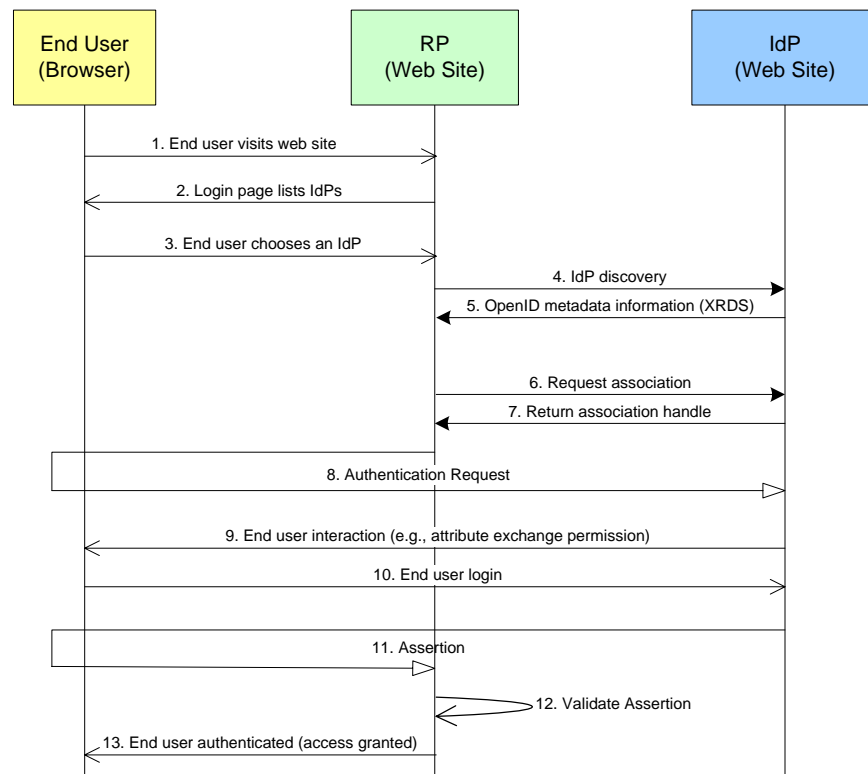 End User
(Browser)
RP
(Web Site)
IdP
(Web Site)
1. End user visits web site
2. Login page lists IdPs
3. End user chooses an IdP
4. IdP discovery
5. OpenID metadata information (XRDS)
6. Request association
7. Return association handle
8. Authentication Request
9. End user interaction (e.g., attribute exchange permission)
10. End user login
11. Assertion
12. Validate Assertion
13. End user authenticated (access granted)